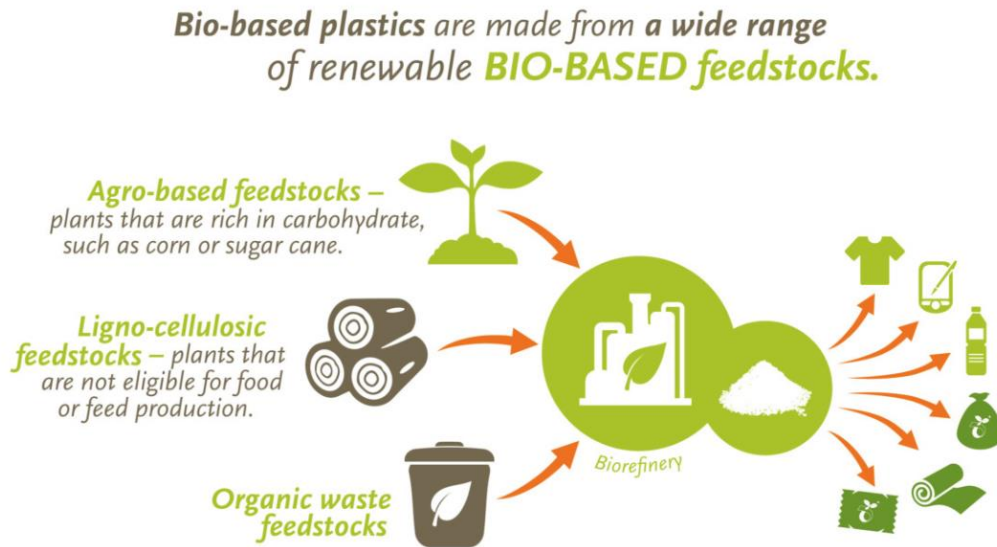 Bio-based plastics are made from a wide range
of renewable BIO-BASED feedstocks.
Agro-based feedstocks –
plants that are rich in carbohydrate,
such as corn or sugar cane.
Ligno-cellulosic
feedstocks – plants that
are not eligible for food
or feed production.
Organic waste
feedstocks
Biorefinery